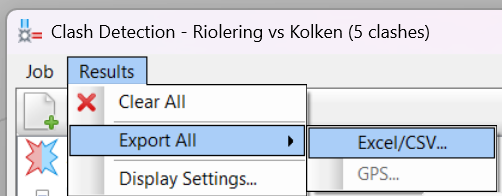 Clash Detection - Riolering vs Kolken (5 clashes)
Job Results
Clear All
Export All Excel/CSV...
GPS...
Display Settings...